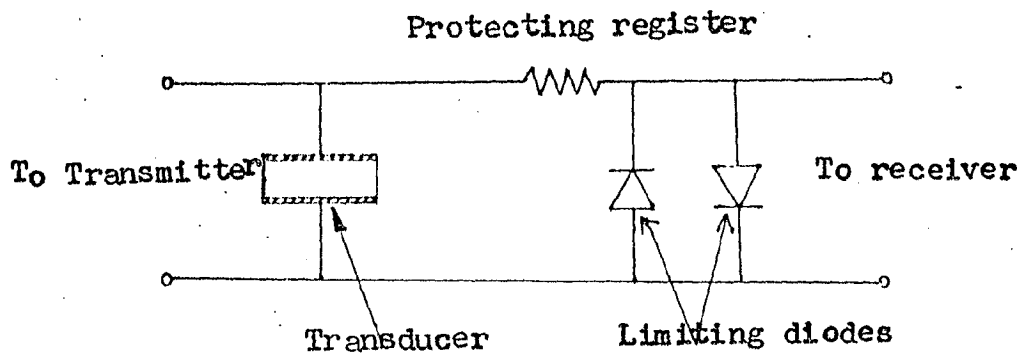 Protecting register
To Transmitter
To receiver
Transducer
Limiting diodes